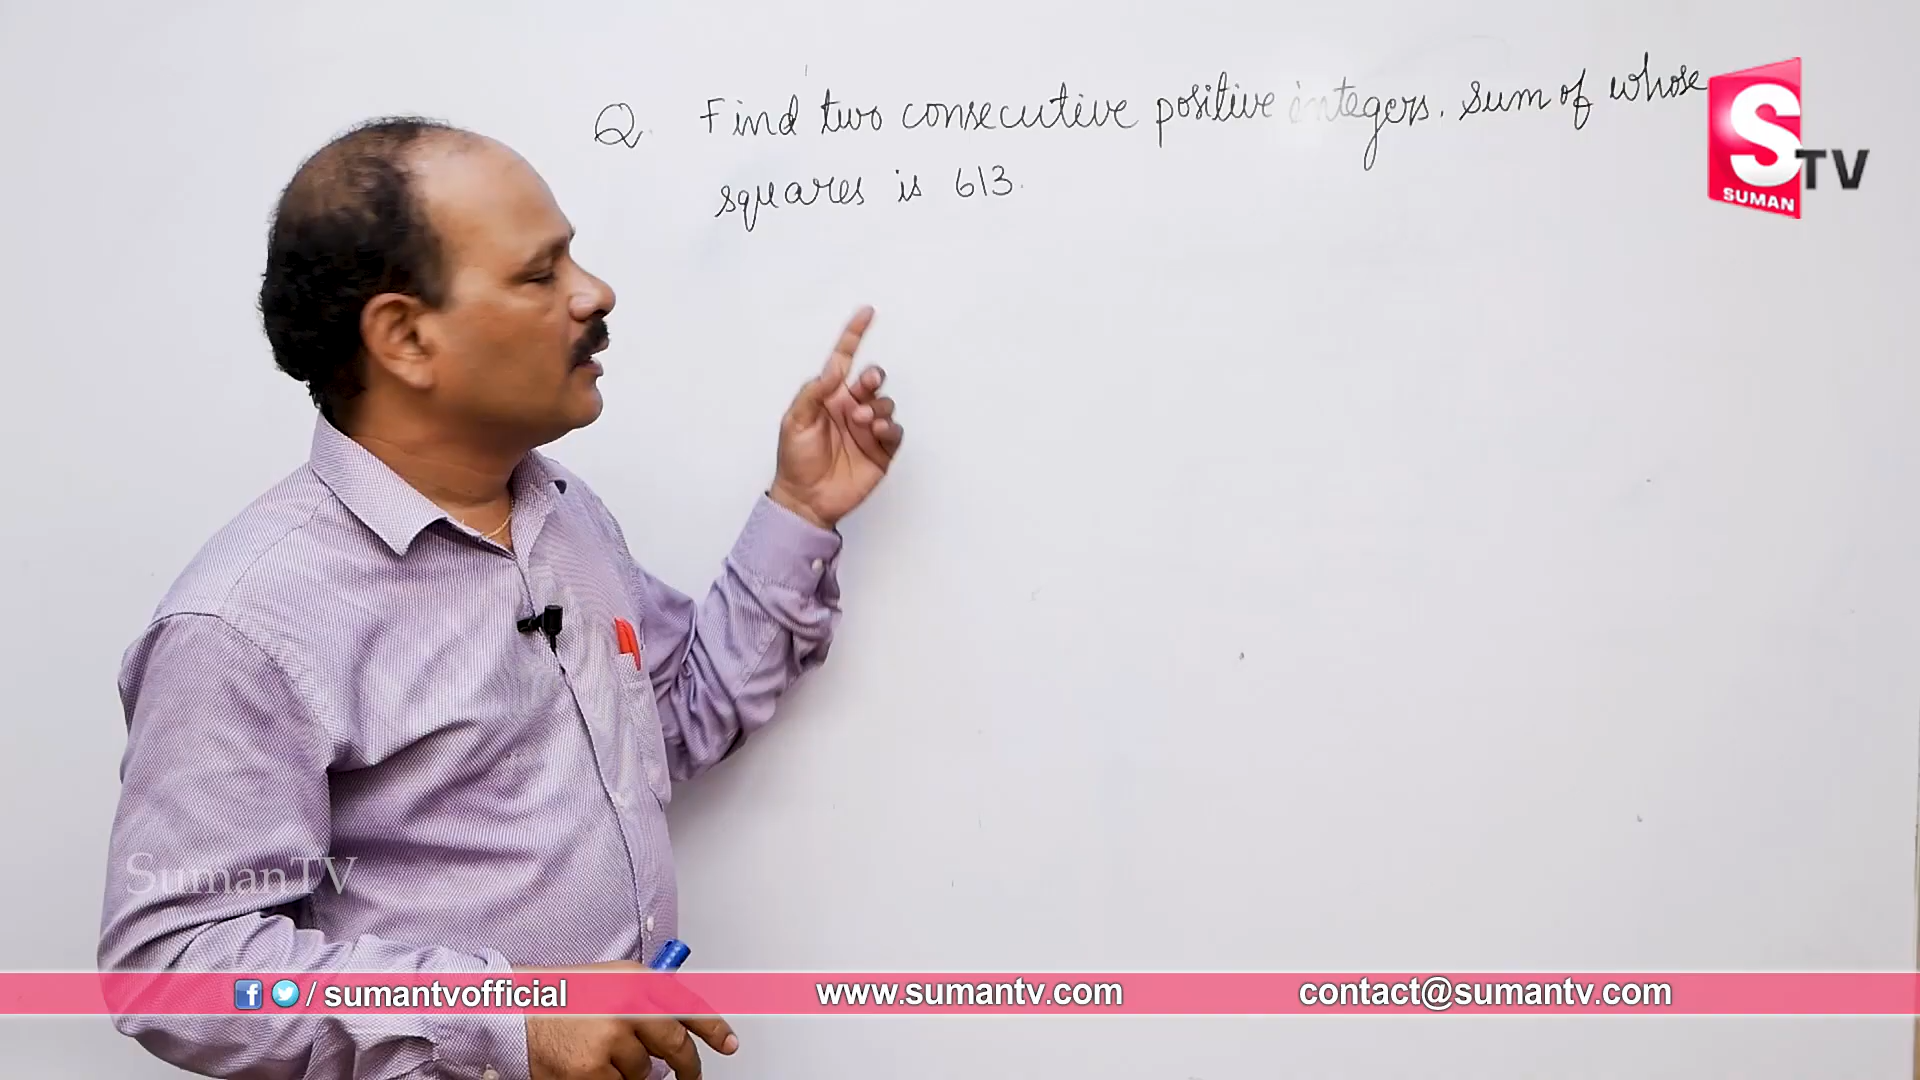 Q. Find two consecutive positive integers. sum of whose
squares is 613.
S
SUMAN
TV
SumanTV
f / sumantvofficial
www.sumantv.com
contact@sumantv.com